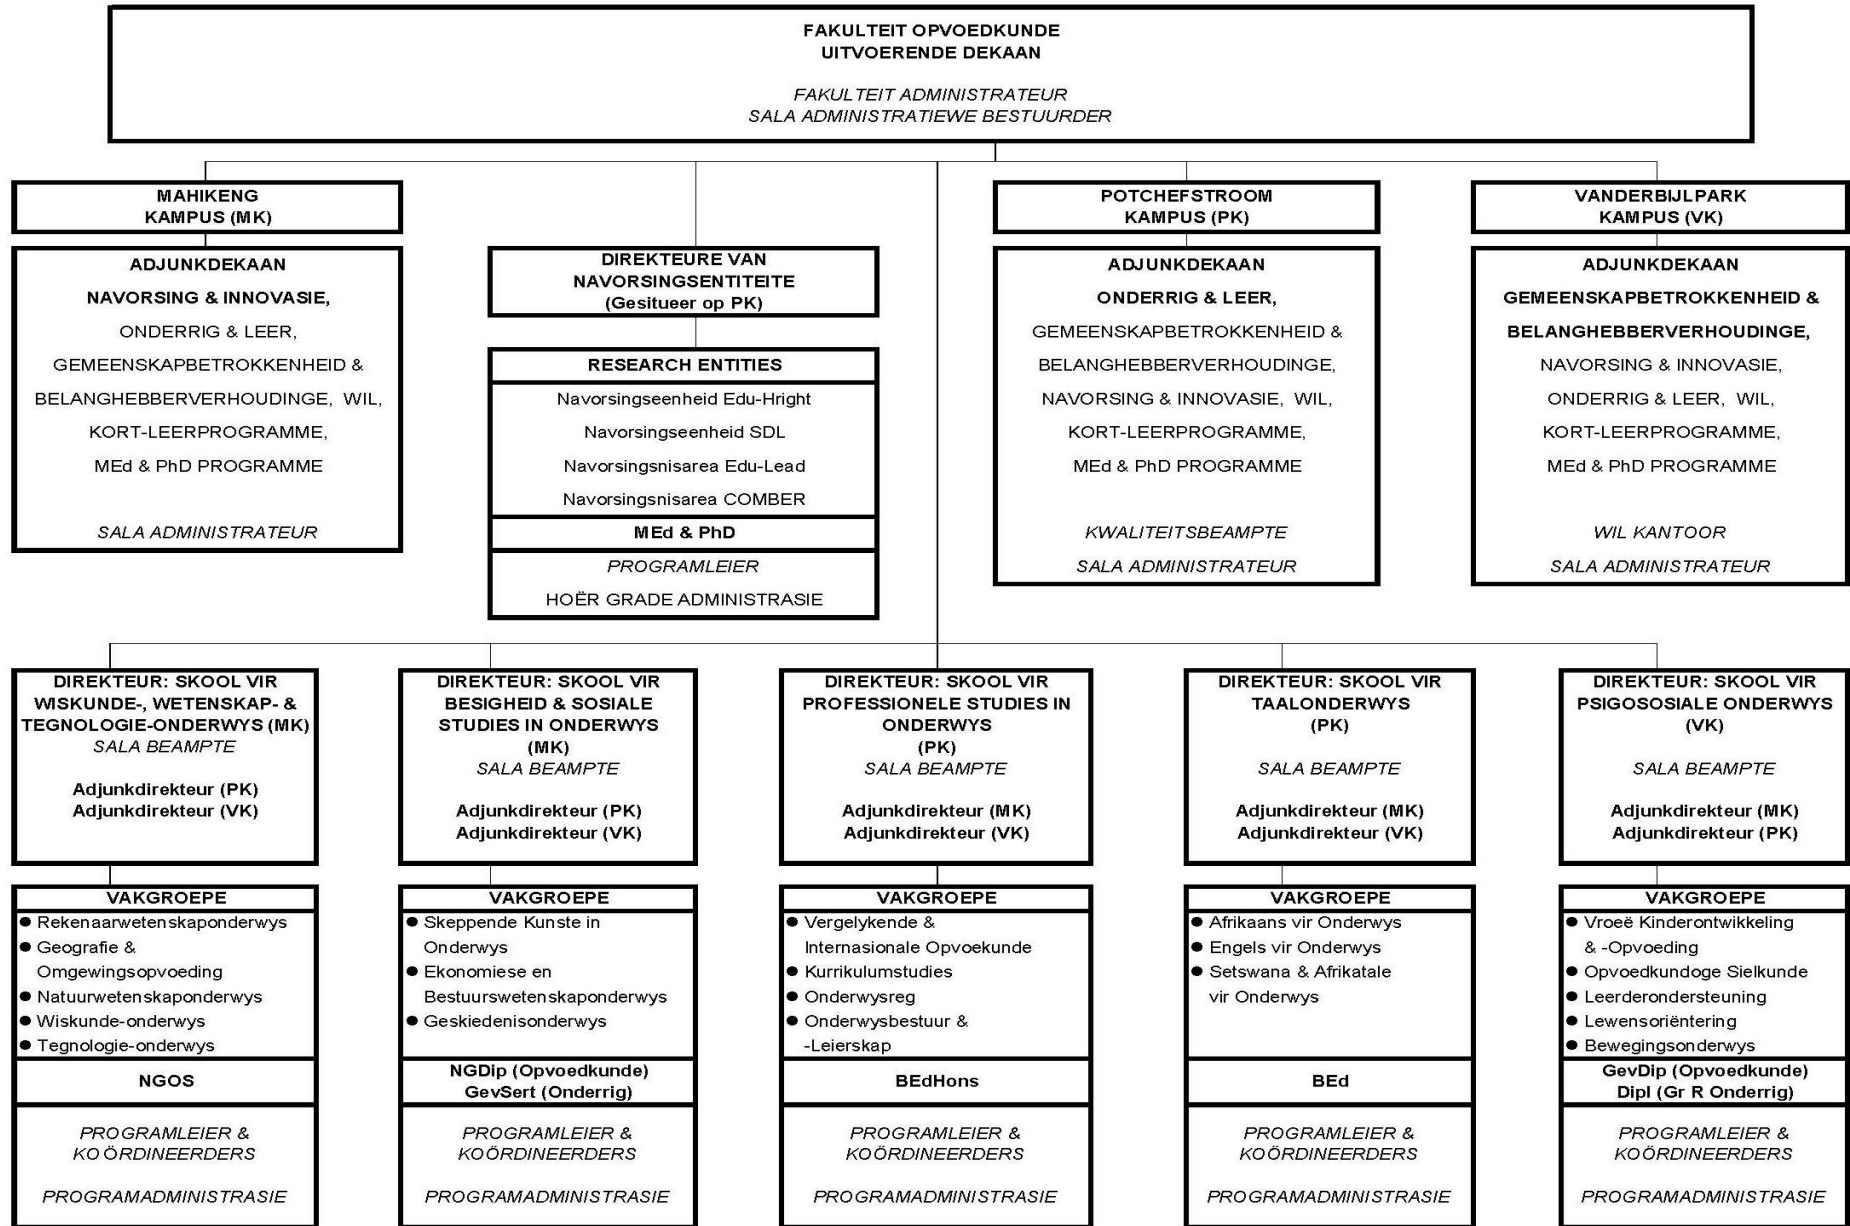 FAKULTEIT OPVOEDKUNDE
UITVOERENDE DEKAAN
FAKULTEIT ADMINISTRATEUR
SALA ADMINISTRATIEWE BESTUURDER
MAHIKENG
KAMPUS (MK)
ADJUNKDEKAAN
NAVORSING & INNOVASIE,
ONDERRIG & LEER,
GEMEENSKAPBETROKKENHEID &
BELANGHEBBERVERHOUDINGE, WIL,
KORT-LEERPROGRAMME,
MEd & PhD PROGRAMME
SALA ADMINISTRATEUR
DIREKTEURE VAN
NAVORSINGSENTITEITE
(Gesitueer op PK)
RESEARCH ENTITIES
Navorsingseenheid Edu-Hright
Navorsingseenheid SDL
Navorsingsnisarea Edu-Lead
Navorsingsnisarea COMBER
MEd & PhD
PROGRAMLEIER
HOËR GRADE ADMINISTRASIE
POTCHEFSTROOM
KAMPUS (PK)
ADJUNKDEKAAN
ONDERRIG & LEER,
GEMEENSKAPBETROKKENHEID &
BELANGHEBBERVERHOUDINGE,
NAVORSING & INNOVASIE, WIL,
KORT-LEERPROGRAMME,
MEd & PhD PROGRAMME
KWALITEITSBEAMPTE
SALA ADMINISTRATEUR
VANDERBIJLPARK
KAMPUS (VK)
ADJUNKDEKAAN
GEMEENSKAPBETROKKENHEID &
BELANGHEBBERVERHOUDINGE,
NAVORSING & INNOVASIE,
ONDERRIG & LEER, WIL,
KORT-LEERPROGRAMME,
MEd & PhD PROGRAMME
WIL KANTOOR
SALA ADMINISTRATEUR
DIREKTEUR: SKOOL VIR
WISKUNDE-, WETENSKAP- &
TEGNOLOGIE-ONDERWYS (MK)
SALA BEAMPTE
Adjunkdirekteur (PK)
Adjunkdirekteur (VK)
VAKGROEPE
● Rekenaarwetenskaponderwys
● Geografie &
Omgewingsopvoeding
● Natuurwetenskaponderwys
● Wiskunde-onderwys
● Tegnologie-onderwys
NGOS
PROGRAMLEIER &
KOÖRDINEERDERS
PROGRAMADMINISTRASIE
DIREKTEUR: SKOOL VIR
BESIGHEID & SOSIALE
STUDIES IN ONDERWYS
(MK)
SALA BEAMPTE
Adjunkdirekteur (PK)
Adjunkdirekteur (VK)
VAKGROEPE
● Skeppende Kunste in
Onderwys
● Ekonomiese en
Bestuurswetenskaponderwys
● Geskiedenisonderwys
NGDip (Opvoedkunde)
GevSert (Onderrig)
PROGRAMLEIER &
KOÖRDINEERDERS
PROGRAMADMINISTRASIE
DIREKTEUR: SKOOL VIR
PROFESSIONELE STUDIES IN
ONDERWYS
(PK)
SALA BEAMPTE
Adjunkdirekteur (MK)
Adjunkdirekteur (VK)
VAKGROEPE
● Vergelykende &
Internasionale Opvoekunde
● Kurrikulumstudies
● Onderwysreg
● Onderwysbestuur &
-Leierskap
BEdHons
PROGRAMLEIER &
KOÖRDINEERDERS
PROGRAMADMINISTRASIE
DIREKTEUR: SKOOL VIR
TAALONDERWYS
(PK)
SALA BEAMPTE
Adjunkdirekteur (MK)
Adjunkdirekteur (VK)
VAKGROEPE
● Afrikaans vir Onderwys
● Engels vir Onderwys
● Setswana & Afrikatale
vir Onderwys
BEd
PROGRAMLEIER &
KOÖRDINEERDERS
PROGRAMADMINISTRASIE
DIREKTEUR: SKOOL VIR
PSIGOSOSIALE ONDERWYS
(VK)
SALA BEAMPTE
Adjunkdirekteur (MK)
Adjunkdirekteur (PK)
VAKGROEPE
● Vroeë Kinderontwikkeling
& -Opvoeding
● Opvoedkundoge Sielkunde
● Leerderondersteuning
● Lewensoriëntering
● Bewegingsonderwys
GevDip (Opvoedkunde)
Dipl (Gr R Onderrig)
PROGRAMLEIER &
KOÖRDINEERDERS
PROGRAMADMINISTRASIE